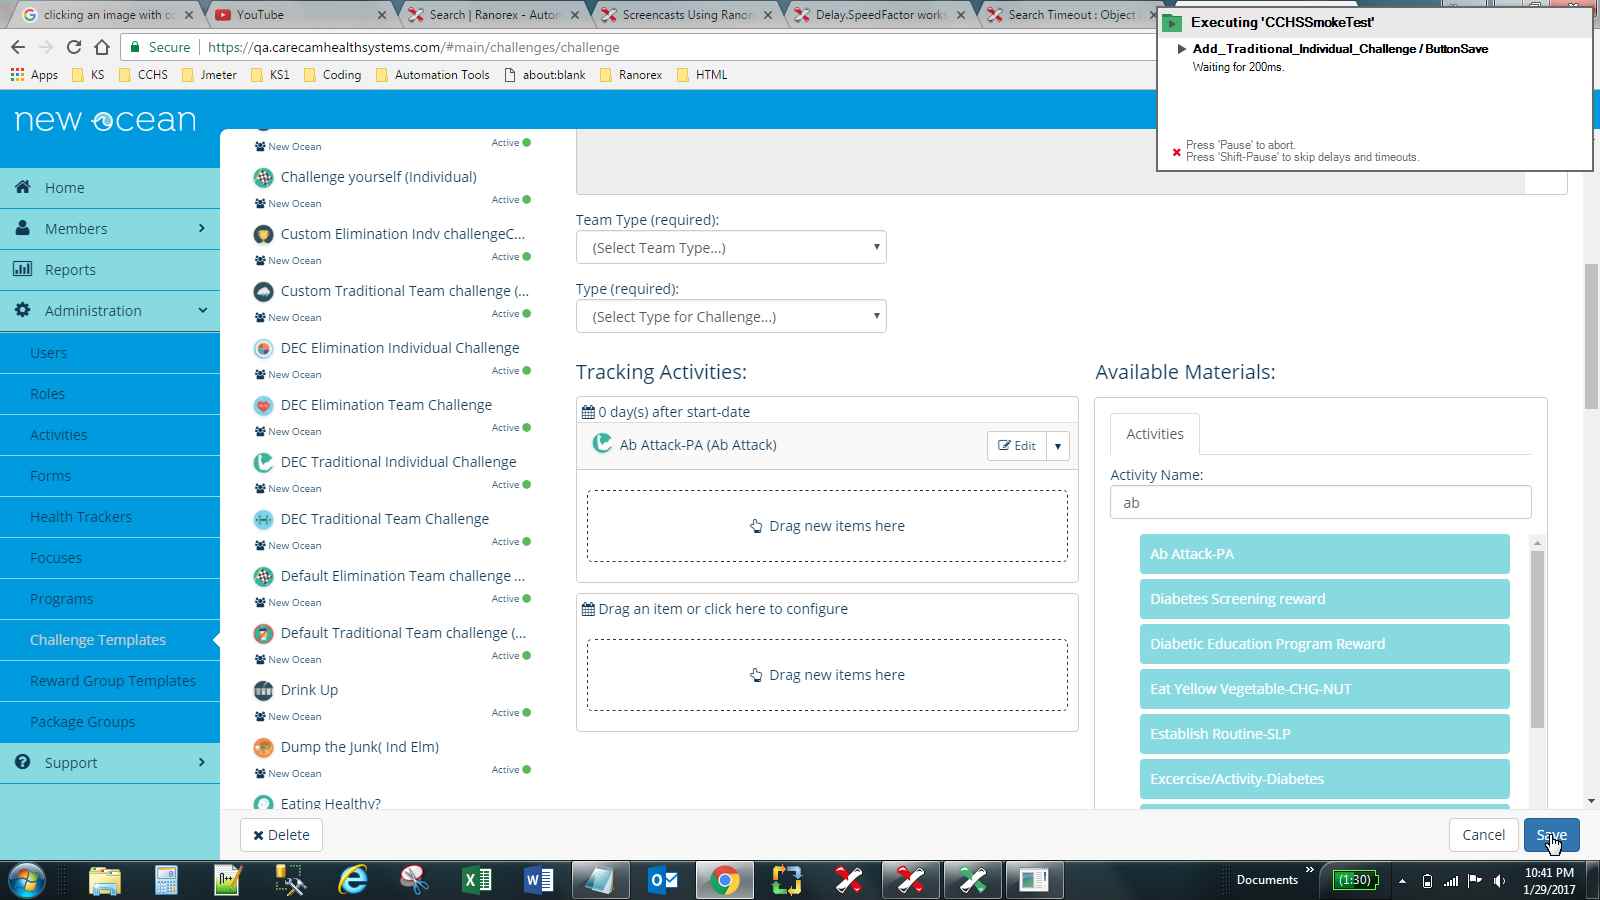 clicking an image with oc
YouTube
Search | Ranorex - Autom
Screencasts Using Ranor
Delay.SpeedFactor works
Search Timeout : Object
Secure https://qa.carecamhealthsystems.com/#main/challenges/challenge
Apps KS CCHS Jmeter KS1 Coding Automation Tools about:blank Ranorex HTML
Executing 'CCHSSmokeTest'
Add_Traditional_Individual_Challenge / ButtonSave
Waiting for 200ms.
Press 'Pause' to abort.
Press 'Shift-Pause' to skip delays and timeouts.
new ocean
Home
Members
Reports
Administration
Users
Roles
Activities
Forms
Health Trackers
Focuses
Programs
Challenge Templates
Reward Group Templates
Package Groups
Support
New Ocean Active
Challenge yourself (Individual)
New Ocean Active
Custom Elimination Indv challengeC...
New Ocean Active
Custom Traditional Team challenge (...
New Ocean Active
DEC Elimination Individual Challenge
New Ocean Active
DEC Elimination Team Challenge
New Ocean Active
DEC Traditional Individual Challenge
New Ocean Active
DEC Traditional Team Challenge
New Ocean Active
Default Elimination Team challenge ...
New Ocean Active
Default Traditional Team challenge (...
New Ocean Active
Drink Up
New Ocean Active
Dump the Junk( Ind Elm)
New Ocean Active
Eating Healthy?
Team Type (required):
(Select Team Type...)
Type (required):
(Select Type for Challenge...)
Tracking Activities:
0 day(s) after start-date
Ab Attack-PA (Ab Attack)
Edit
Drag new items here
Drag an item or click here to configure
Drag new items here
Available Materials:
Activities
Activity Name:
ab
Ab Attack-PA
Diabetes Screening reward
Diabetic Education Program Reward
Eat Yellow Vegetable-CHG-NUT
Establish Routine-SLP
Excercise/Activity-Diabetes
Delete
Cancel
Save
Documents
(1:30)
10:41 PM
1/29/2017